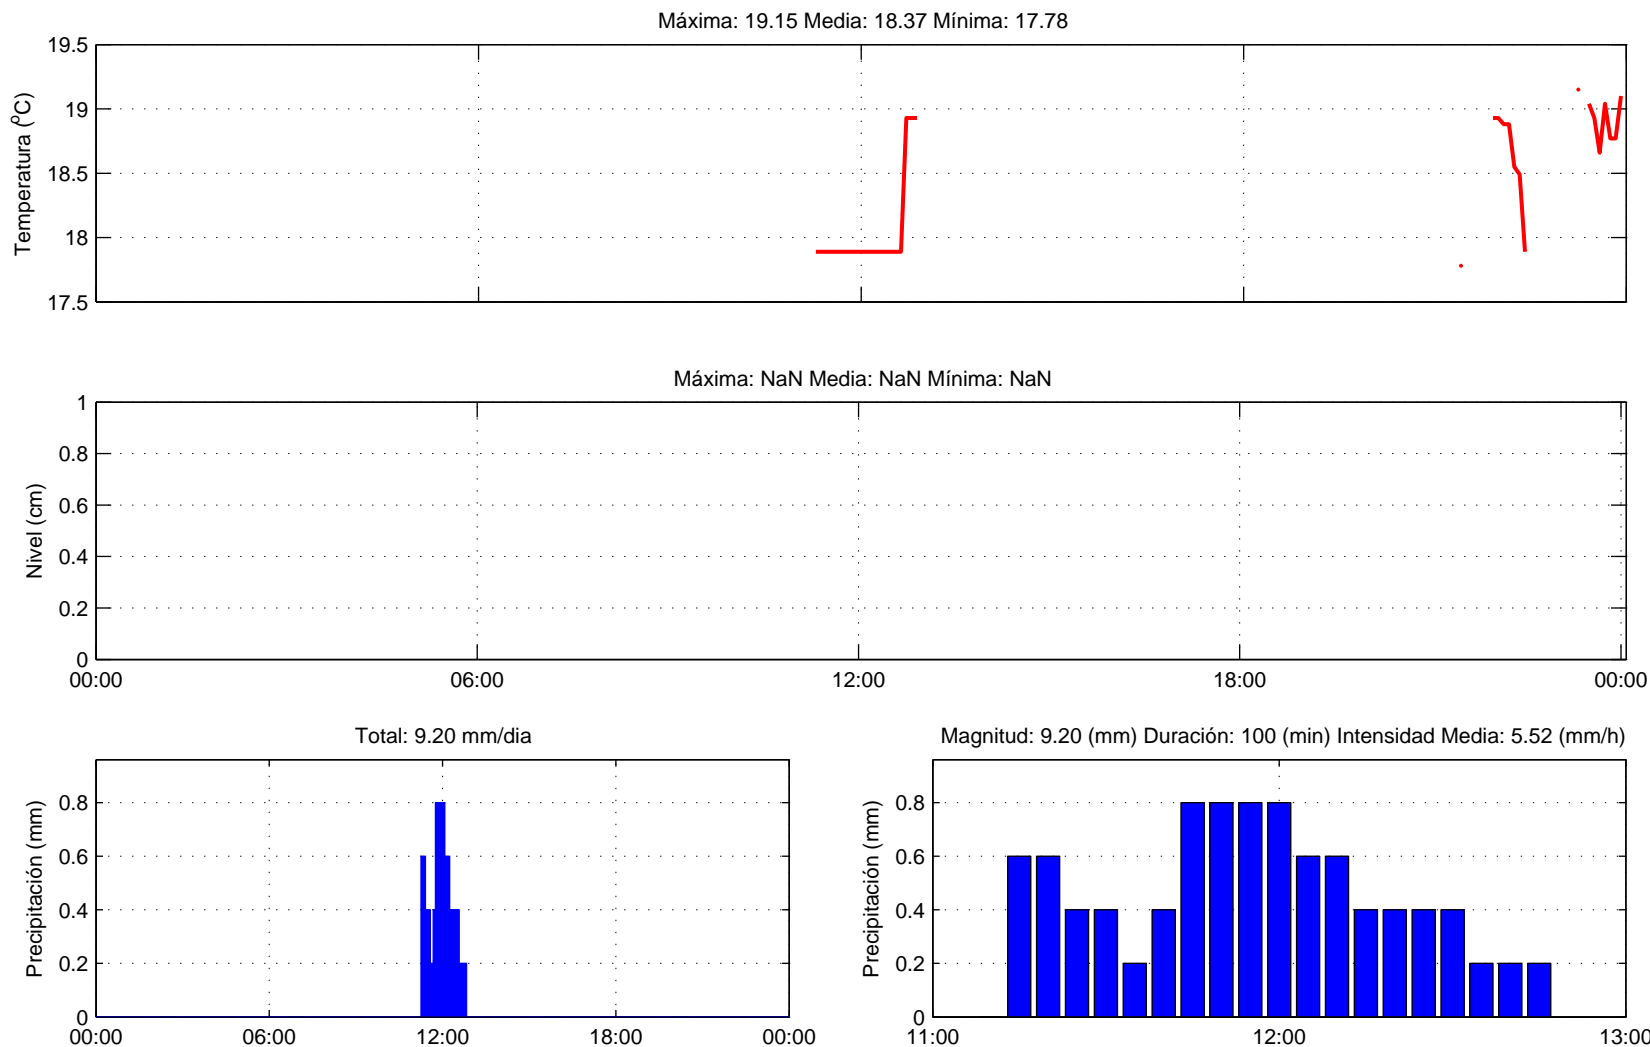 Máxima: 19.15 Media: 18.37 Mínima: 17.78
19.5
19
18.5
18
17.5
Temperatura (ºC)
Máxima: NaN Media: NaN Mínima: NaN
1
0.8
0.6
0.4
0.2
0
Nivel (cm)
00:00 06:00 12:00 18:00 00:00
Total: 9.20 mm/dia
0.8
0.6
0.4
0.2
0
Precipitación (mm)
00:00 06:00 12:00 18:00 00:00
Magnitud: 9.20 (mm) Duración: 100 (min) Intensidad Media: 5.52 (mm/h)
0.8
0.6
0.4
0.2
0
Precipitación (mm)
11:00 12:00 13:00